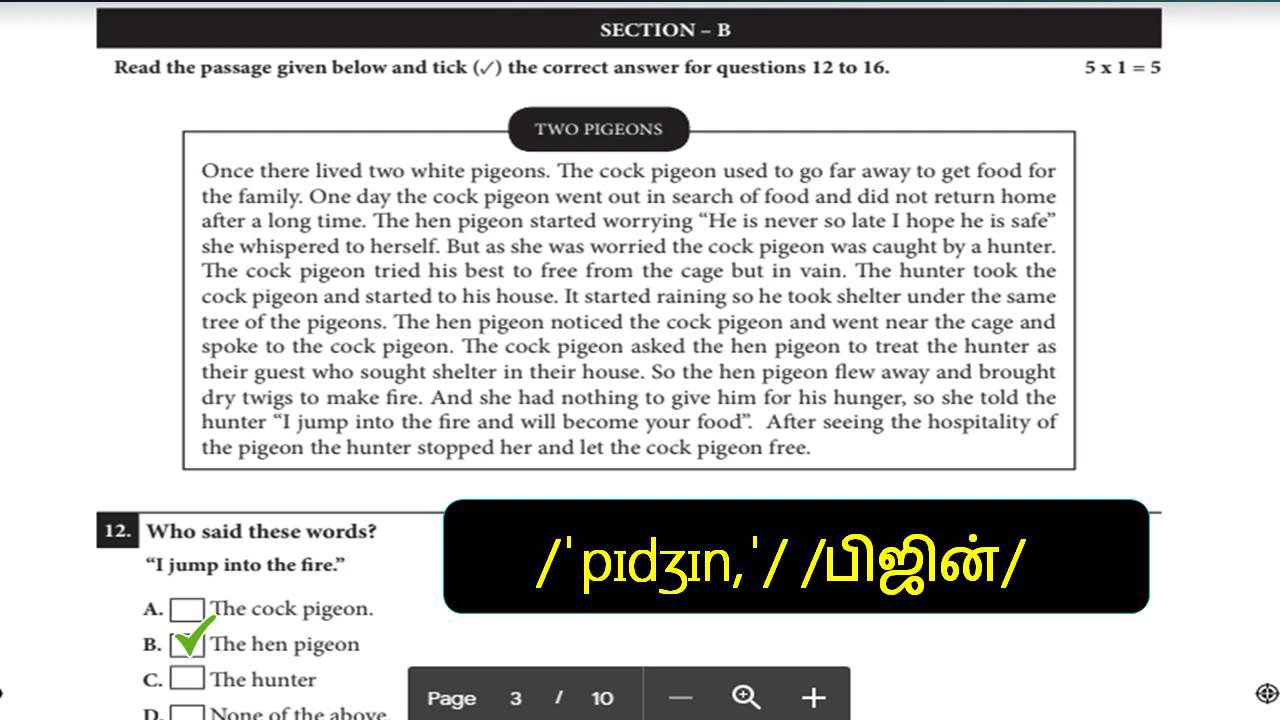 SECTION – B
Read the passage given below and tick (✓) the correct answer for questions 12 to 16. 5 x 1 = 5
TWO PIGEONS
Once there lived two white pigeons. The cock pigeon used to go far away to get food for
the family. One day the cock pigeon went out in search of food and did not return home
after a long time. The hen pigeon started worrying “He is never so late I hope he is safe”
she whispered to herself. But as she was worried the cock pigeon was caught by a hunter.
The cock pigeon tried his best to free from the cage but in vain. The hunter took the
cock pigeon and started to his house. It started raining so he took shelter under the same
tree of the pigeons. The hen pigeon noticed the cock pigeon and went near the cage and
spoke to the cock pigeon. The cock pigeon asked the hen pigeon to treat the hunter as
their guest who sought shelter in their house. So the hen pigeon flew away and brought
dry twigs to make fire. And she had nothing to give him for his hunger, so she told the
hunter “I jump into the fire and will become your food”. After seeing the hospitality of
the pigeon the hunter stopped her and let the cock pigeon free.
12. Who said these words?
“I jump into the fire.”
/ˈpɪdʒɪn,ˈ/ /பிஜின்/
A. The cock pigeon.
B. The hen pigeon
C. The hunter
D. None of the above.
Page 3 / 10